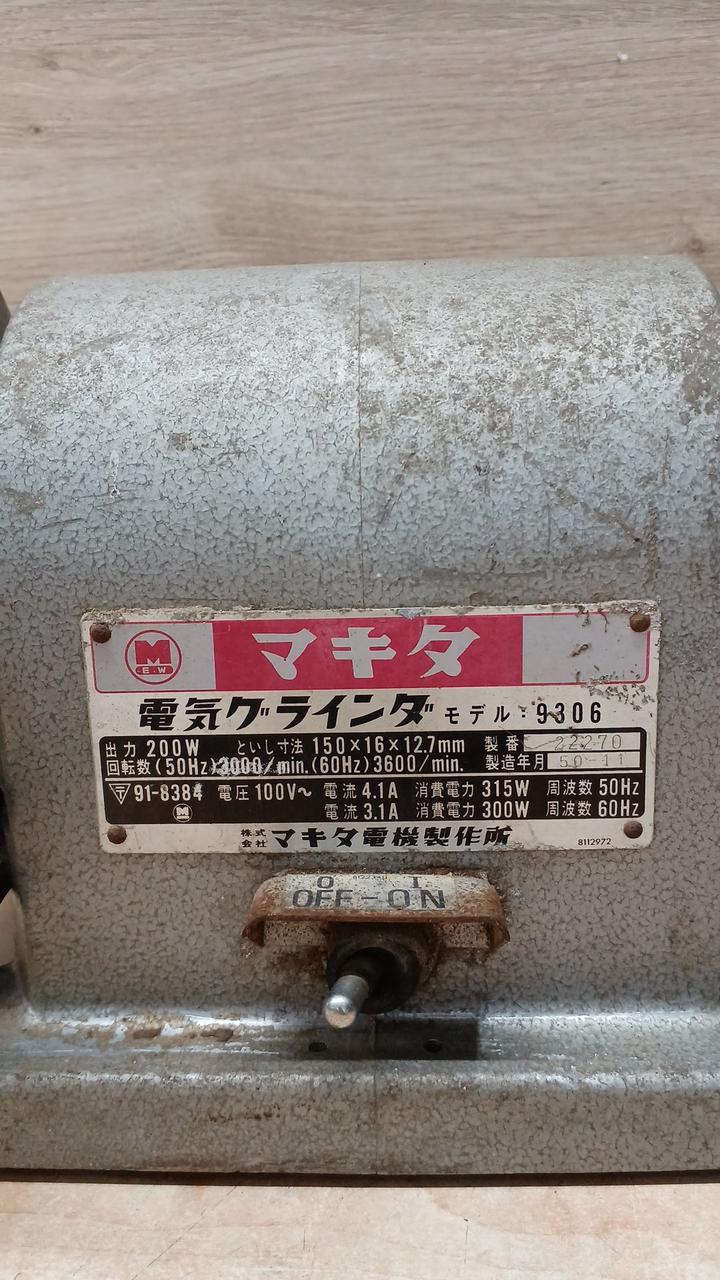 M
E.W
マキタ
電気グラインダ モデル・9306
出力 200W といし寸法 150×16×12.7mm 製番 22270
回転数(50Hz)3000/min.(60Hz)3600/min. 製造年月 50-11
91-8384 電圧 100V～ 電流 4.1A 消費電力 315W 周波数 50Hz
M 電流 3.1A 消費電力 300W 周波数 60Hz
株式会社 マキタ電機製作所 8112972
O I
OFF-ON